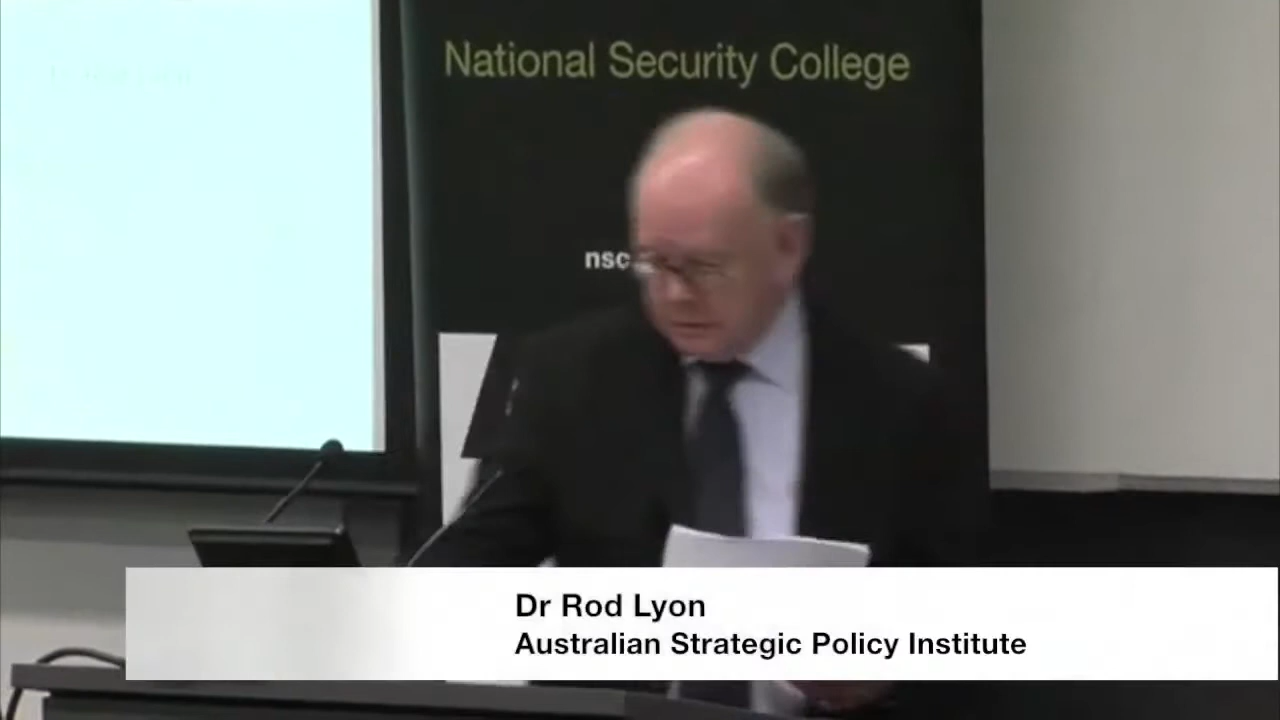 National Security College
nsc
Dr Rod Lyon
Australian Strategic Policy Institute